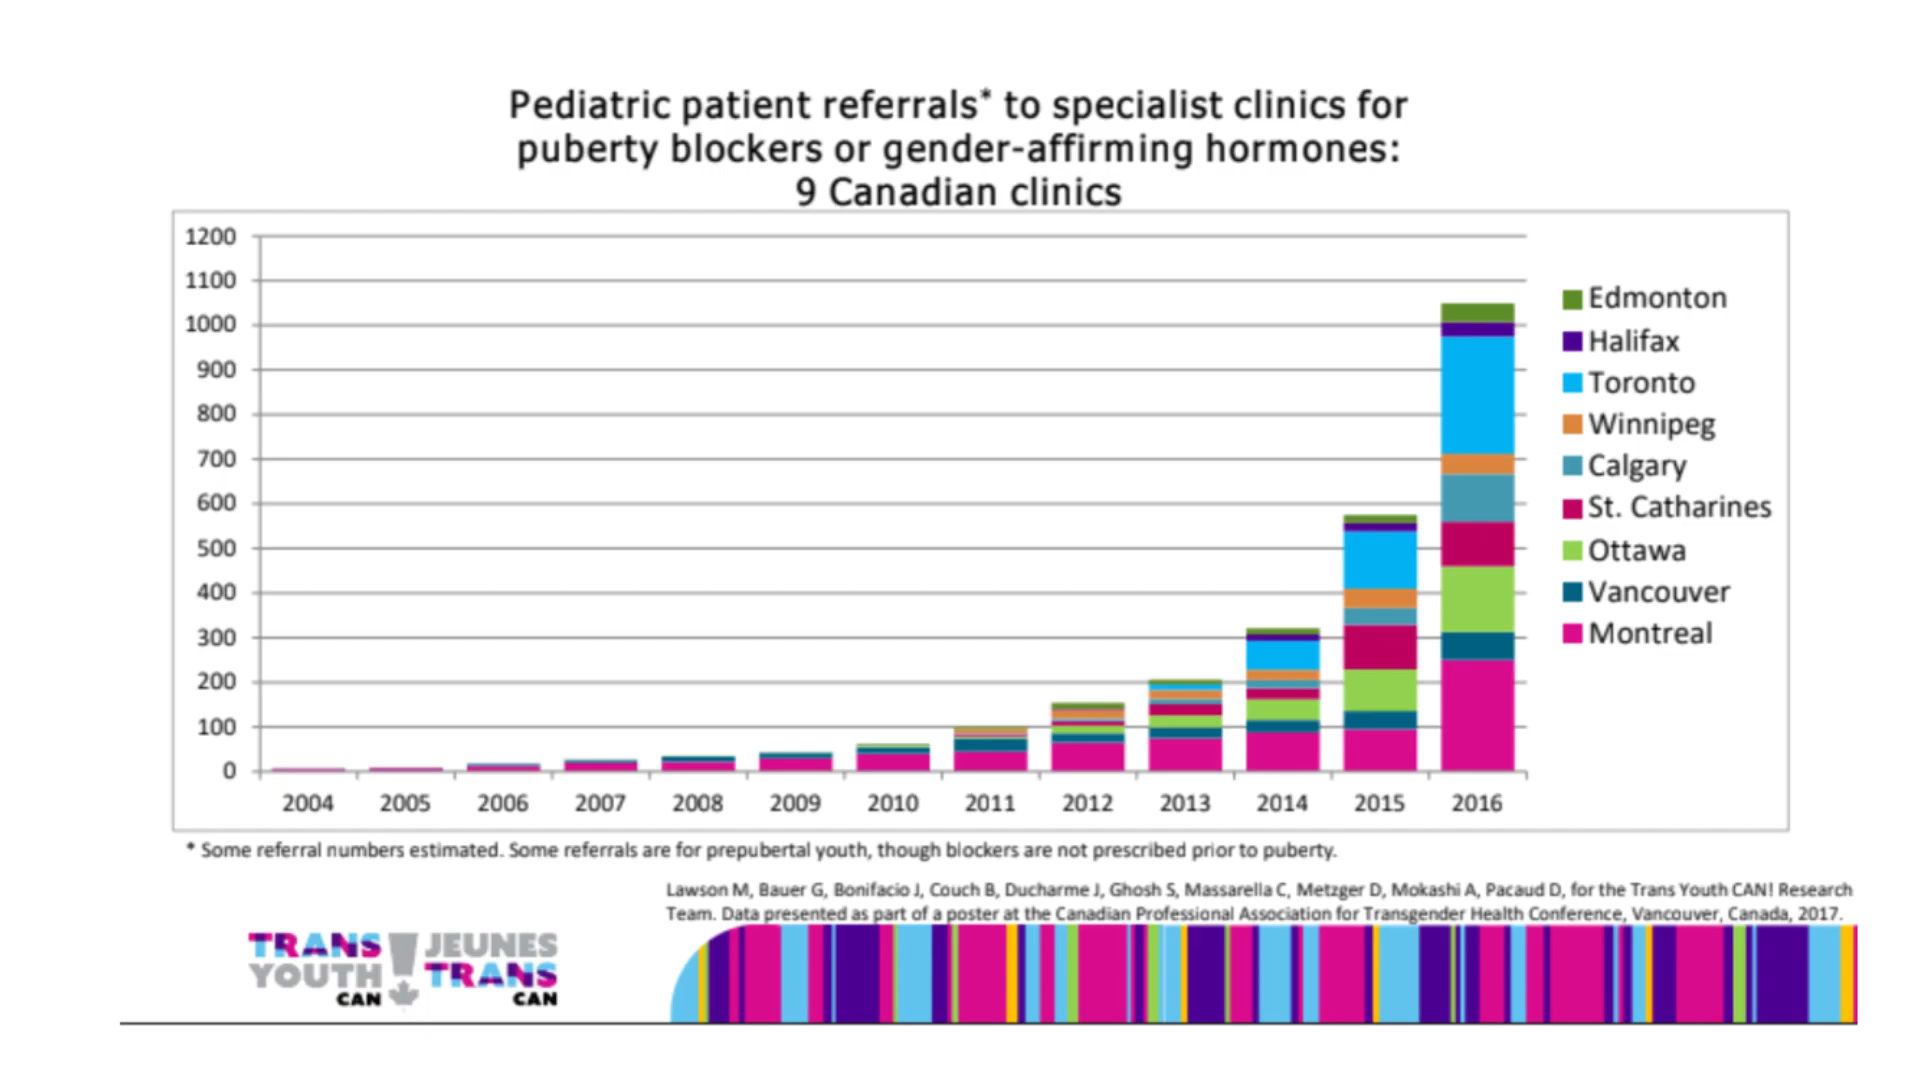 Pediatric patient referrals* to specialist clinics for
puberty blockers or gender-affirming hormones:
9 Canadian clinics
1200
1100
1000
900
800
700
600
500
400
300
200
100
0
2004 2005 2006 2007 2008 2009 2010 2011 2012 2013 2014 2015 2016
Edmonton
Halifax
Toronto
Winnipeg
Calgary
St. Catharines
Ottawa
Vancouver
Montreal
* Some referral numbers estimated. Some referrals are for prepubertal youth, though blockers are not prescribed prior to puberty.
Lawson M, Bauer G, Bonifacio J, Couch B, Ducharme J, Ghosh S, Massarella C, Metzger D, Mokashi A, Pacaud D, for the Trans Youth CAN! Research
Team. Data presented as part of a poster at the Canadian Professional Association for Transgender Health Conference, Vancouver, Canada, 2017.
TRANS
YOUTH
CAN
!
JEUNES
TRANS
CAN